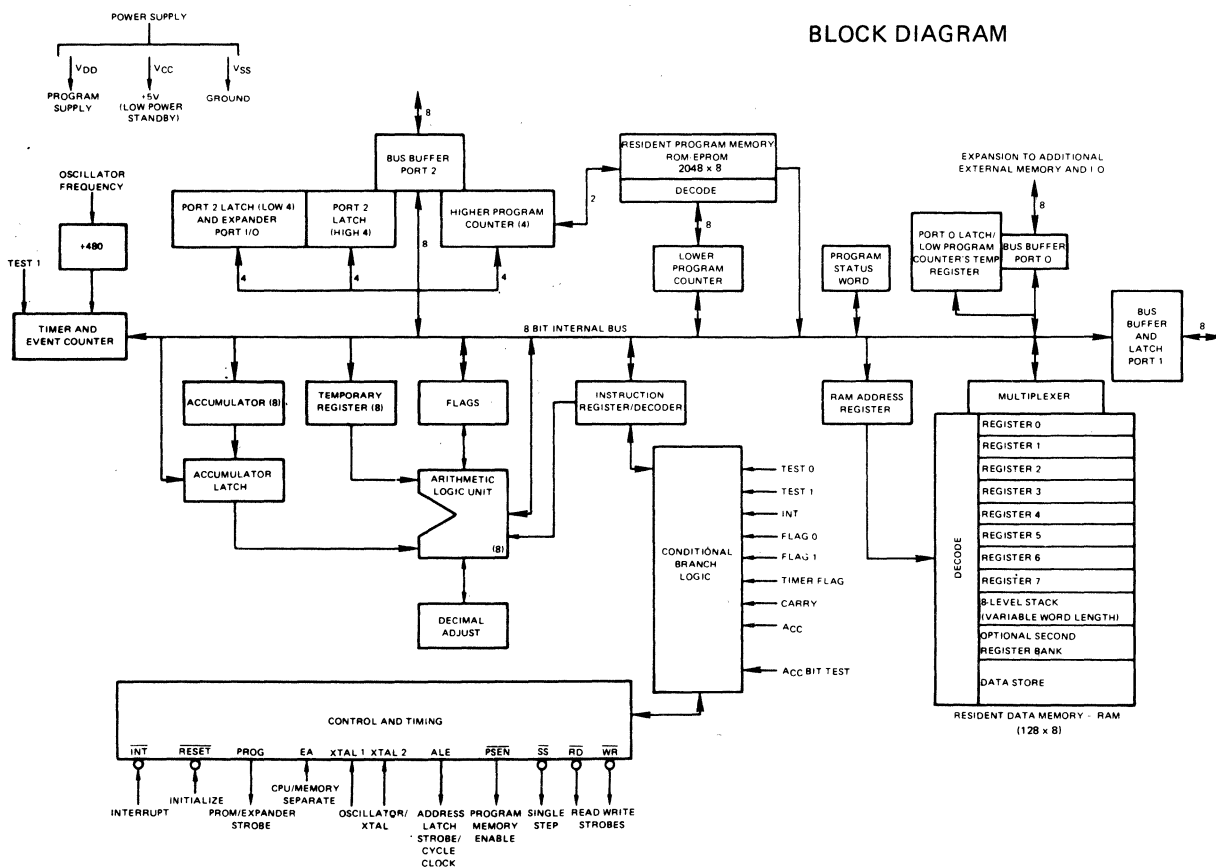 BLOCK DIAGRAM
POWER SUPPLY
VDD
VCC
VSS
PROGRAM
SUPPLY
+5V
(LOW POWER
STANDBY)
GROUND
OSCILLATOR
FREQUENCY
÷480
TEST 1
TIMER AND
EVENT COUNTER
8
BUS BUFFER
PORT 2
PORT 2 LATCH (LOW 4)
AND EXPANDER
PORT I/O
PORT 2
LATCH
(HIGH 4)
HIGHER PROGRAM
COUNTER (4)
4
4
4
8
2
RESIDENT PROGRAM MEMORY
ROM-EPROM
2048 x 8
DECODE
8
LOWER
PROGRAM
COUNTER
PROGRAM
STATUS
WORD
EXPANSION TO ADDITIONAL
EXTERNAL MEMORY AND I O
8
PORT O LATCH/
LOW PROGRAM
COUNTER'S TEMP
REGISTER
BUS BUFFER
PORT O
BUS
BUFFER
AND
LATCH
PORT 1
8
8 BIT INTERNAL BUS
ACCUMULATOR (8)
TEMPORARY
REGISTER (8)
FLAGS
INSTRUCTION
REGISTER/DECODER
RAM ADDRESS
REGISTER
MULTIPLEXER
ACCUMULATOR
LATCH
ARITHMETIC
LOGIC UNIT
(8)
DECIMAL
ADJUST
CONDITIONAL
BRANCH
LOGIC
TEST 0
TEST 1
INT
FLAG 0
FLAG 1
TIMER FLAG
CARRY
ACC
ACC BIT TEST
DECODE
REGISTER 0
REGISTER 1
REGISTER 2
REGISTER 3
REGISTER 4
REGISTER 5
REGISTER 6
REGISTER 7
8-LEVEL STACK
(VARIABLE WORD LENGTH)
OPTIONAL SECOND
REGISTER BANK
DATA STORE
RESIDENT DATA MEMORY - RAM
(128 x 8)
CONTROL AND TIMING
INT RESET PROG EA XTAL 1 XTAL 2 ALE PSEN SS RD WR
INTERRUPT
INITIALIZE
PROM/EXPANDER
STROBE
CPU/MEMORY
SEPARATE
OSCILLATOR/
XTAL
ADDRESS
LATCH
STROBE/
CYCLE
CLOCK
PROGRAM
MEMORY
ENABLE
SINGLE
STEP
READ WRITE
STROBES